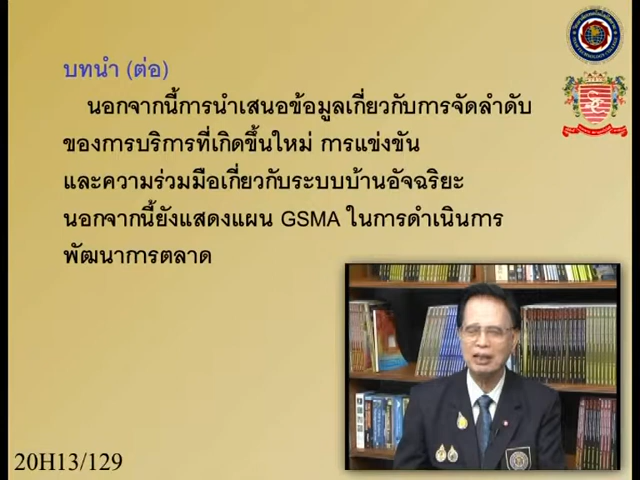 บทนำ (ต่อ)
นอกจากนี้การนำเสนอข้อมูลเกี่ยวกับการจัดลำดับ
ของการบริการที่เกิดขึ้นใหม่ การแข่งขัน
และความร่วมมือเกี่ยวกับระบบบ้านอัจฉริยะ
นอกจากนี้ยังแสดงแผน GSMA ในการดำเนินการ
พัฒนาการตลาด
20H13/129